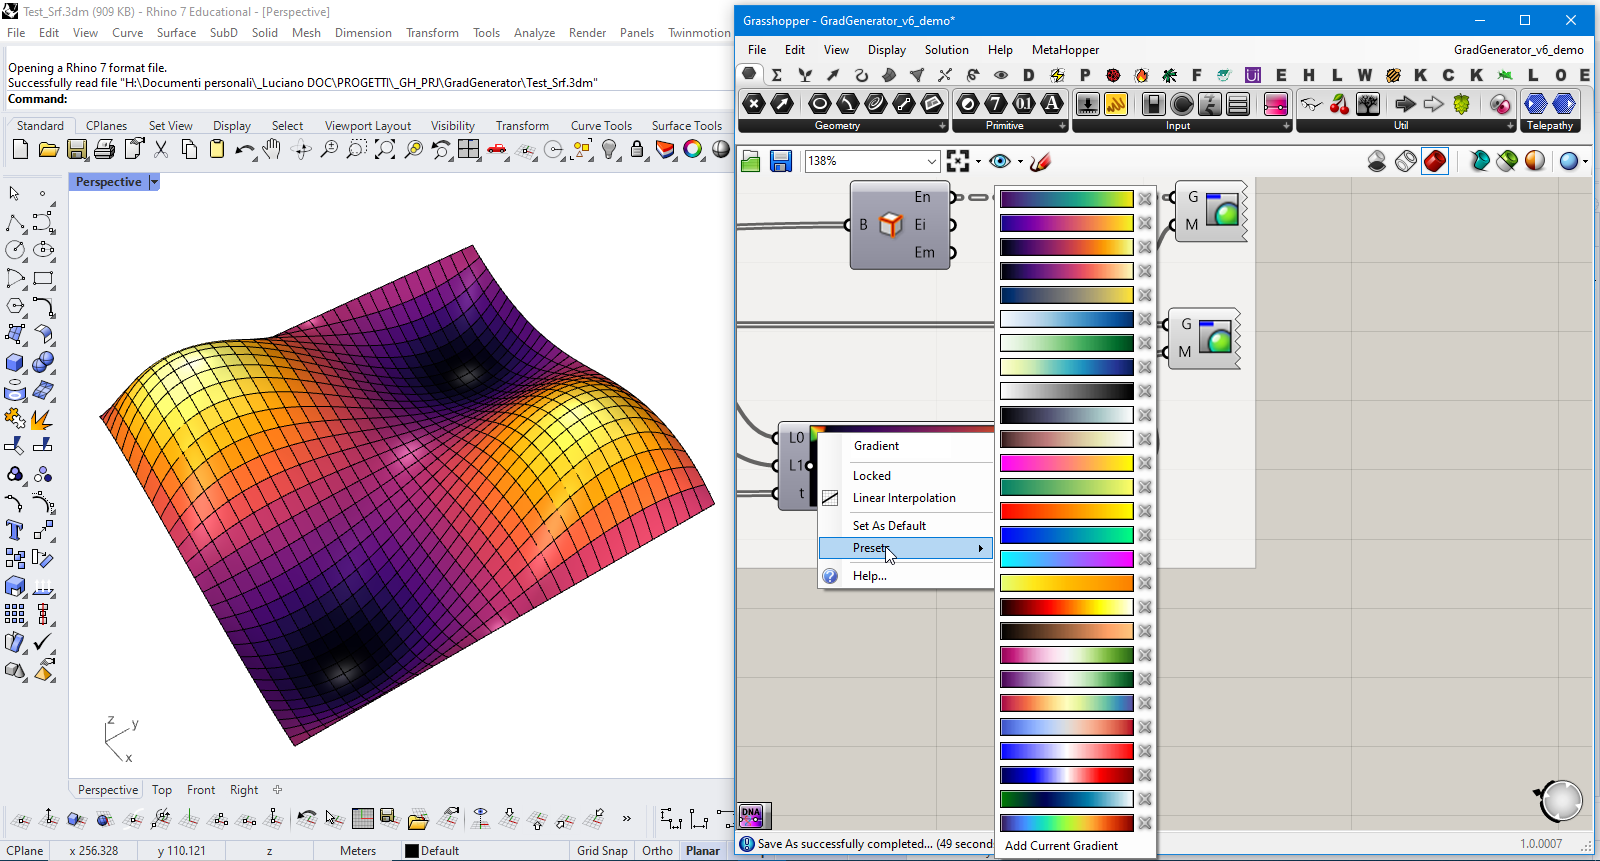 Test_Srf.3dm (909 KB) - Rhino 7 Educational - [Perspective]
File Edit View Curve Surface SubD Solid Mesh Dimension Transform Tools Analyze Render Panels Twinmotion
Opening a Rhino 7 format file.
Successfully read file "H:\Documenti personali\_Luciano DOC\PROGETTI\_GH_PRJ\GradGenerator\Test_Srf.3dm"
Command:
Standard CPlanes Set View Display Select Viewport Layout Visibility Transform Curve Tools Surface Tools
Perspective
z
y
x
Perspective Top Front Right
CPlane x 256.328 y 110.121 z Meters Default Grid Snap Ortho Planar
Grasshopper - GradGenerator_v6_demo*
File Edit View Display Solution Help MetaHopper GradGenerator_v6_demo
D P F Ui E H L W K C K L O E
Geometry Primitive Input Util Telepathy
138%
B En
Ei
Em
G
M
G
M
L0
L1
t
Gradient
Locked
Linear Interpolation
Set As Default
Presets
Help...
Add Current Gradient
DNA
Save As successfully completed... (49 second
1.0.0007